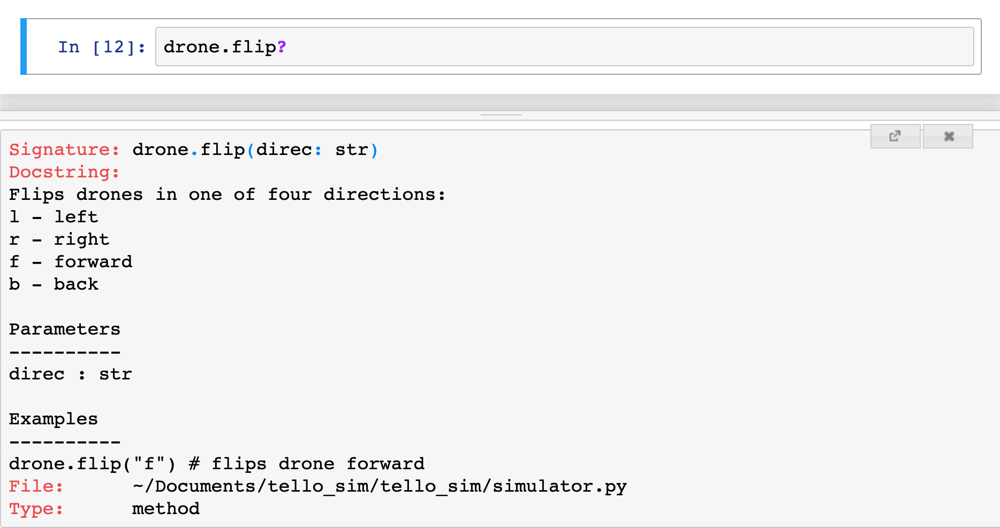 In [12]: drone.flip?
Signature: drone.flip(direc: str)
Docstring:
Flips drones in one of four directions:
l - left
r - right
f - forward
b - back
Parameters
----------
direc : str
Examples
----------
drone.flip("f") # flips drone forward
File:      ~/Documents/tello_sim/tello_sim/simulator.py
Type:      method